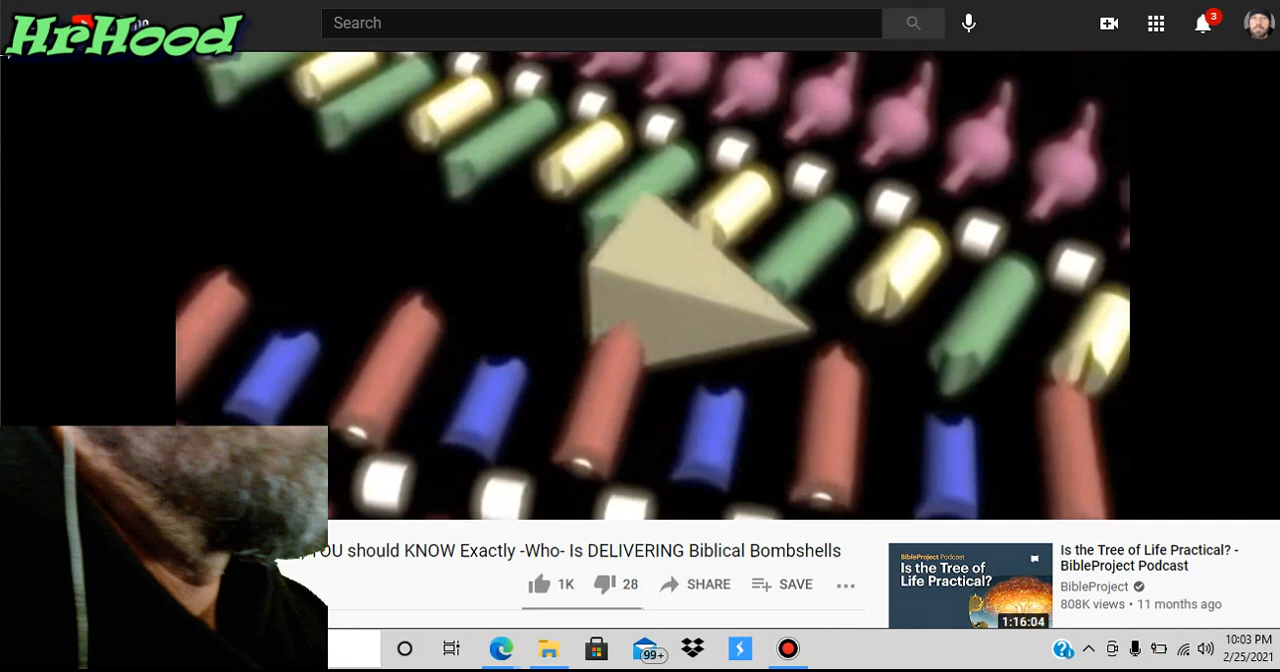 HrHood
Search
3
YOU should KNOW Exactly -Who- Is DELIVERING Biblical Bombshells
1K
28
SHARE
SAVE
BibleProject Podcast
Is the Tree of
Life Practical?
1:16:04
Is the Tree of Life Practical? -
BibleProject Podcast
BibleProject
808K views • 11 months ago
99+
10:03 PM
2/25/2021